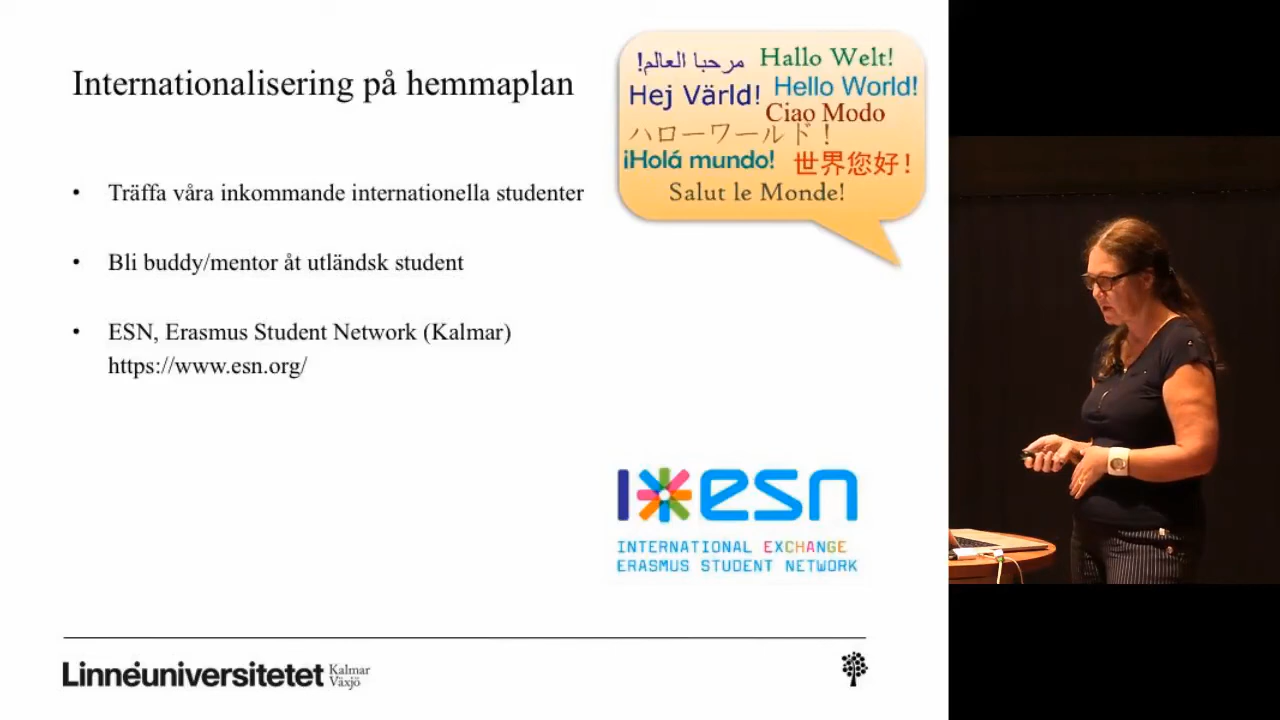 Internationalisering på hemmaplan
مرحبا العالم!
Hallo Welt!
Hej Värld!
Hello World!
Ciao Modo
ハローワールド！
¡Holá mundo!
世界您好！
Salut le Monde!
• Träffa våra inkommande internationella studenter
• Bli buddy/mentor åt utländsk student
• ESN, Erasmus Student Network (Kalmar)
https://www.esn.org/
esn
INTERNATIONAL EXCHANGE
ERASMUS STUDENT NETWORK
Linnéuniversitetet
Kalmar
Växjö